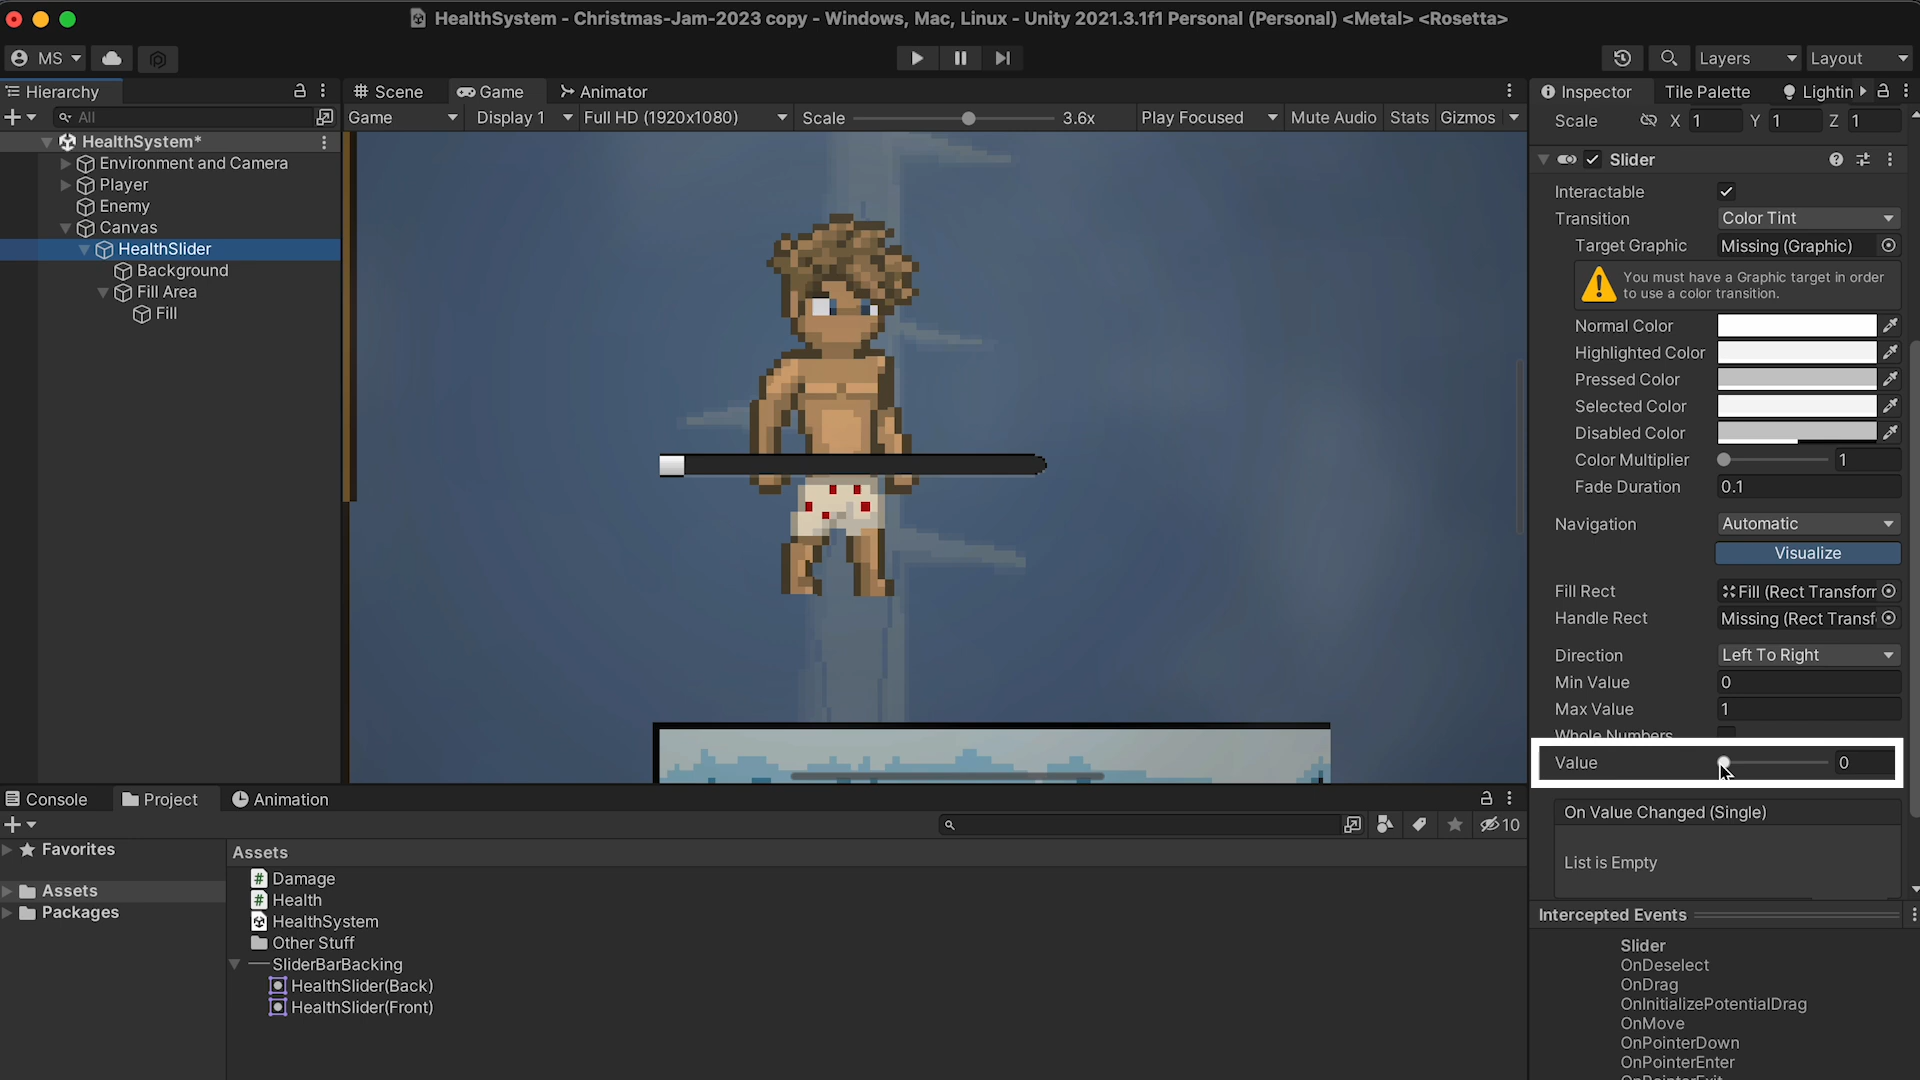 HealthSystem - Christmas-Jam-2023 copy - Windows, Mac, Linux - Unity 2021.3.1f1 Personal (Personal) <Metal> <Rosetta>
MS
Layers
Layout
Hierarchy
All
HealthSystem*
Environment and Camera
Player
Enemy
Canvas
HealthSlider
Background
Fill Area
Fill
Scene
Game
Animator
Game
Display 1
Full HD (1920x1080)
Scale
3.6x
Play Focused
Mute Audio
Stats
Gizmos
Inspector
Tile Palette
Lightin
Scale
X
1
Y
1
Z
1
Slider
Interactable
Transition
Color Tint
Target Graphic
Missing (Graphic)
You must have a Graphic target in order
to use a color transition.
Normal Color
Highlighted Color
Pressed Color
Selected Color
Disabled Color
Color Multiplier
1
Fade Duration
0.1
Navigation
Automatic
Visualize
Fill Rect
Fill (Rect Transforr
Handle Rect
Missing (Rect Transf
Direction
Left To Right
Min Value
0
Max Value
1
Whole Numbers
Value
0
On Value Changed (Single)
List is Empty
Intercepted Events
Slider
OnDeselect
OnDrag
OnInitializePotentialDrag
OnMove
OnPointerDown
OnPointerEnter
OnPointerExit
Console
Project
Animation
10
Favorites
Assets
Packages
Assets
Damage
Health
HealthSystem
Other Stuff
SliderBarBacking
HealthSlider(Back)
HealthSlider(Front)